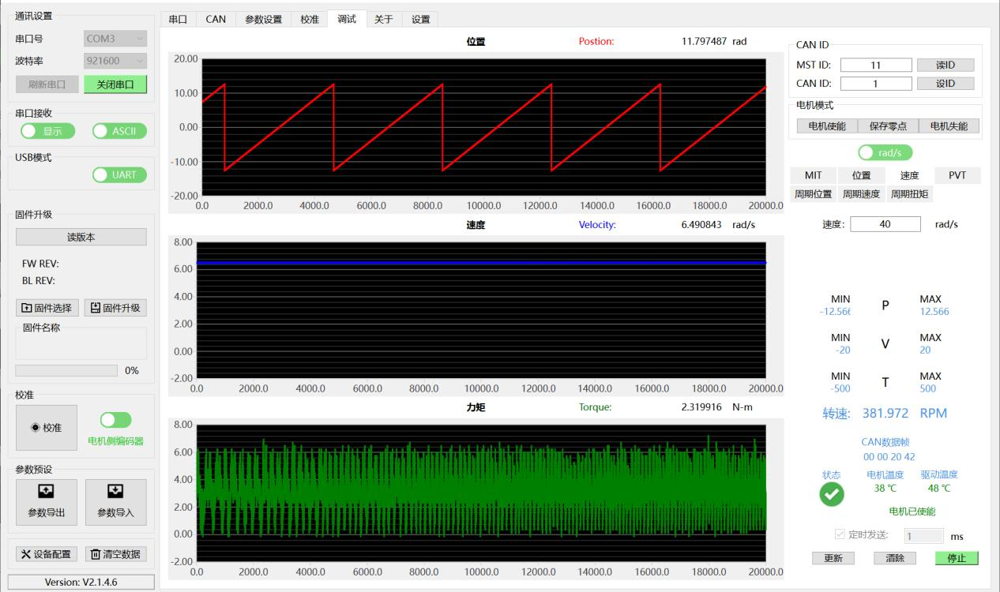 通讯设置
串口号 COM3
波特率 921600
刷新串口 关闭串口
串口接收
显示 ASCII
USB模式
UART
固件升级
读版本
FW REV:
BL REV:
固件选择 固件升级
固件名称
0%
校准
校准
电机侧编码器
参数预设
参数导出 参数导入
设备配置 清空数据
Version: V2.1.4.6
串口 CAN 参数设置 校准 调试 关于 设置
位置 Postion: 11.797487 rad
20.00
10.00
0.00
-10.00
-20.00
0.0 2000.0 4000.0 6000.0 8000.0 10000.0 12000.0 14000.0 16000.0 18000.0 20000.0
速度 Velocity: 6.490843 rad/s
8.00
6.00
4.00
2.00
0.00
-2.00
0.0 2000.0 4000.0 6000.0 8000.0 10000.0 12000.0 14000.0 16000.0 18000.0 20000.0
力矩 Torque: 2.319916 N-m
8.00
6.00
4.00
2.00
0.00
-2.00
0.0 2000.0 4000.0 6000.0 8000.0 10000.0 12000.0 14000.0 16000.0 18000.0 20000.0
CAN ID
MST ID: 11 读ID
CAN ID: 1 设ID
电机模式
电机使能 保存零点 电机失能
rad/s
MIT 位置 速度 PVT
周期位置 周期速度 周期扭矩
速度: 40 rad/s
MIN P MAX
-12.566 12.566
MIN V MAX
-20 20
MIN T MAX
-500 500
转速: 381.972 RPM
CAN数据帧
00 00 20 42
状态 电机温度 驱动温度
38 ℃ 48 ℃
电机已使能
定时发送: 1 ms
更新 清除 停止